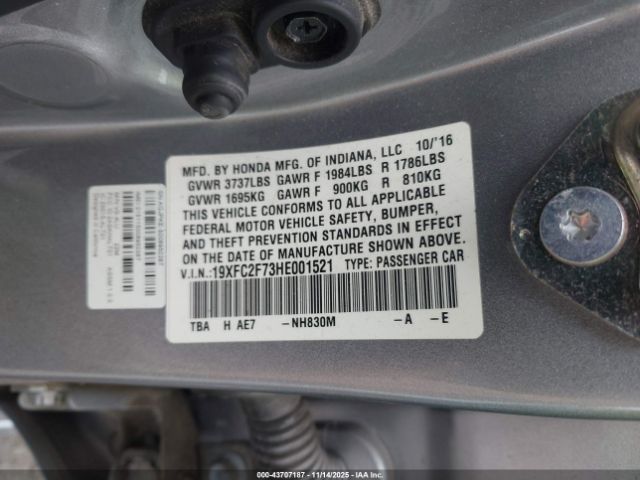 MFD. BY HONDA MFG. OF INDIANA, LLC 10/'16
GVWR 3737LBS GAWR F 1984LBS R 1786LBS
GVWR 1695KG GAWR F 900KG R 810KG
THIS VEHICLE CONFORMS TO ALL APPLICABLE
FEDERAL MOTOR VEHICLE SAFETY, BUMPER,
AND THEFT PREVENTION STANDARDS IN EFFECT
ON THE DATE OF MANUFACTURE SHOWN ABOVE.
V.I.N.:19XFC2F73HE001521 TYPE: PASSENGER CAR
TBA H AE7 -NH830M -A -E
000-43707187 - 11/14/2025 - IAAI.COM